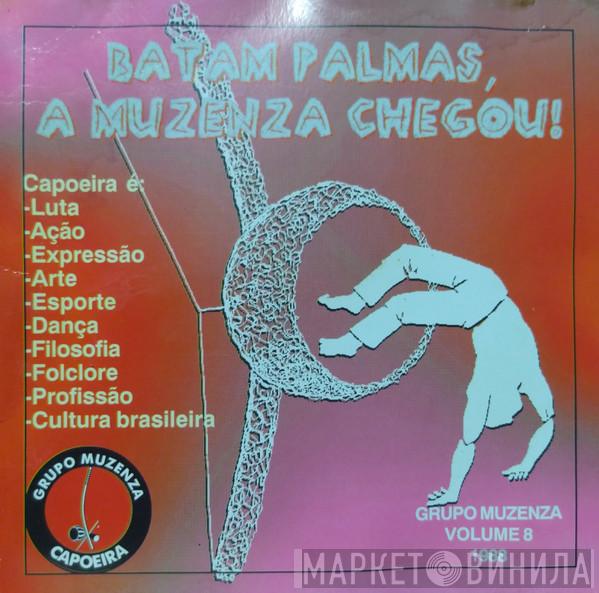 BATAM PALMAS,
A MUZENZA CHEGOU!
Capoeira é:
-Luta
-Ação
-Expressão
-Arte
-Esporte
-Dança
-Filosofia
-Folclore
-Profissão
-Cultura brasileira
GRUPO MUZENZA
CAPOEIRA
GRUPO MUZENZA
VOLUME 8
МАРКЕТ ВИНИЛА